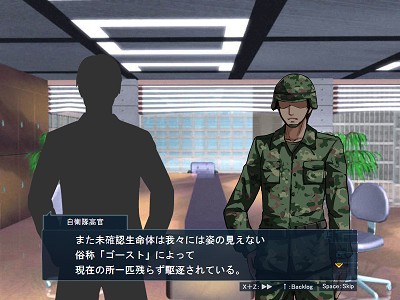 自衛隊高官
また未確認生命体は我々には姿の見えない
俗称「ゴースト」によって
現在の所一匹残らず駆逐されている。
X+Z: ▶▶ ↑:Backlog Space:Skip